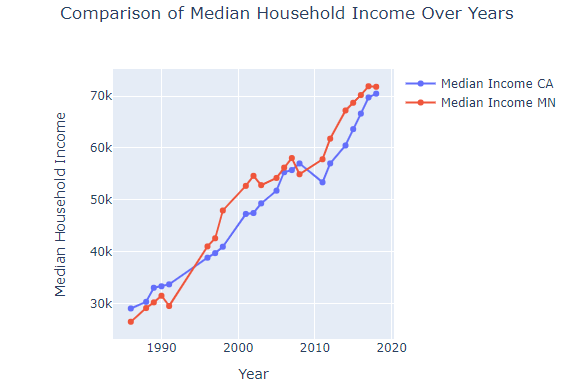 Comparison of Median Household Income Over Years
Median Income CA
Median Income MN
Median Household Income
70k
60k
50k
40k
30k
1990
2000
2010
2020
Year